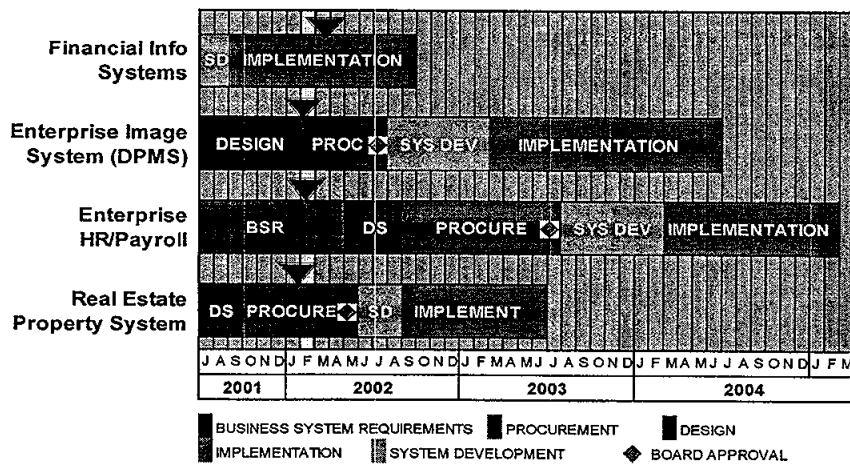 Financial Info
Systems
SD IMPLEMENTATION
Enterprise Image
System (DPMS)
DESIGN PROC SYS DEV IMPLEMENTATION
Enterprise
HR/Payroll
BSR DS PROCURE SYS DEV IMPLEMENTATION
Real Estate
Property System
DS PROCURE SD IMPLEMENT
J A S O N D J F M A M J J A S O N D J F M A M J J A S O N D J F M A M J J A S O N D J F M
2001 2002 2003 2004
BUSINESS SYSTEM REQUIREMENTS PROCUREMENT DESIGN
IMPLEMENTATION SYSTEM DEVELOPMENT BOARD APPROVAL